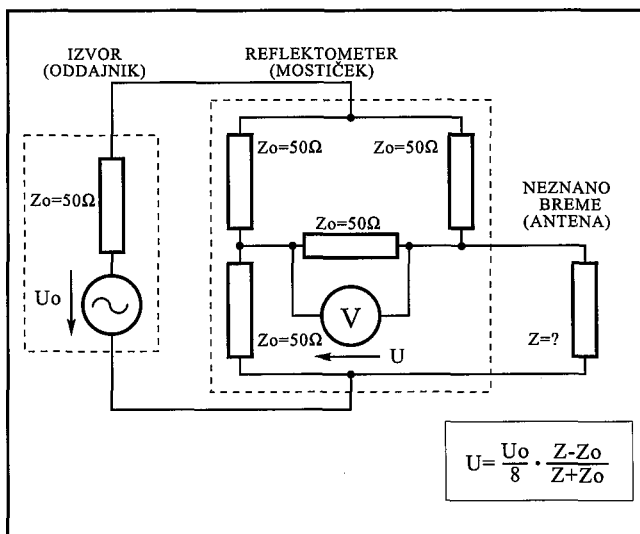 IZVOR
(ODDAJNIK)
REFLEKTOMETER
(MOSTIČEK)
Zo=50Ω
Zo=50Ω
Zo=50Ω
NEZNANO
BREME
(ANTENA)
Zo=50Ω
Uo
V
Zo=50Ω
U
Z=?
U= Uo/8 · Z-Zo/Z+Zo